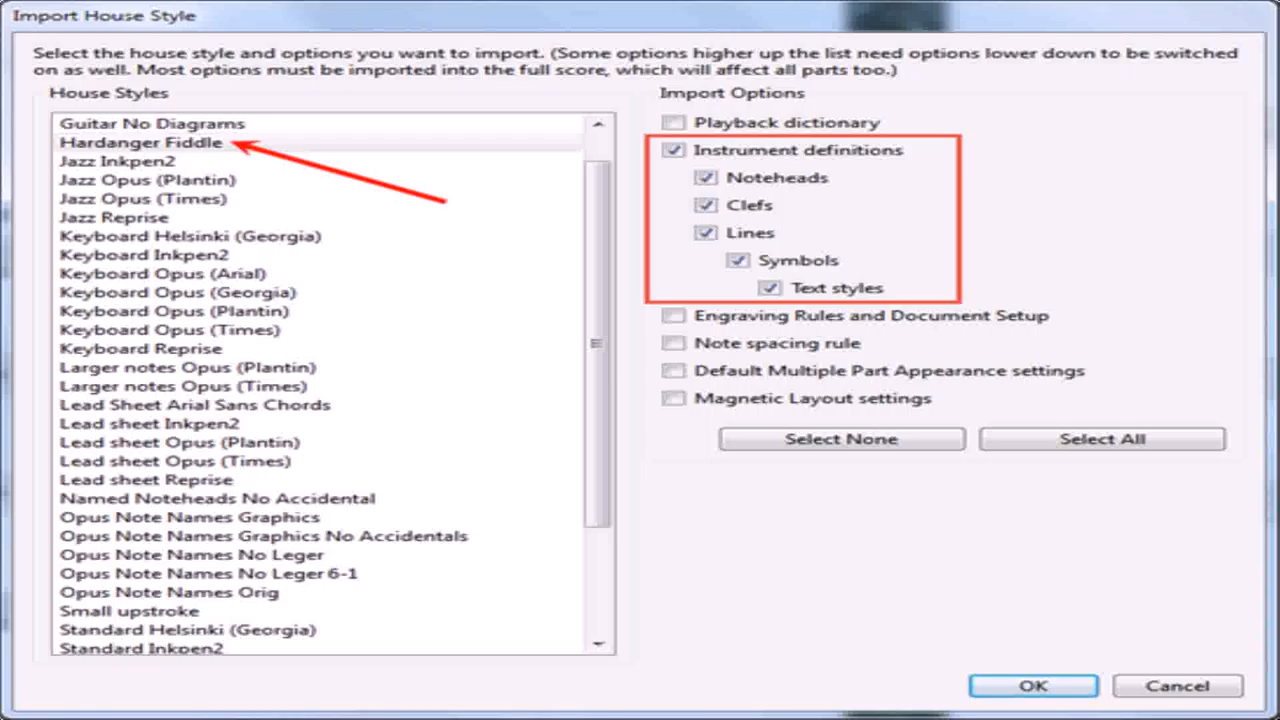 Import House Style
Select the house style and options you want to import. (Some options higher up the list need options lower down to be switched
on as well. Most options must be imported into the full score, which will affect all parts too.)
House Styles
Guitar No Diagrams
Hardanger Fiddle
Jazz Inkpen2
Jazz Opus (Plantin)
Jazz Opus (Times)
Jazz Reprise
Keyboard Helsinki (Georgia)
Keyboard Inkpen2
Keyboard Opus (Arial)
Keyboard Opus (Georgia)
Keyboard Opus (Plantin)
Keyboard Opus (Times)
Keyboard Reprise
Larger notes Opus (Plantin)
Larger notes Opus (Times)
Lead Sheet Arial Sans Chords
Lead sheet Inkpen2
Lead sheet Opus (Plantin)
Lead sheet Opus (Times)
Lead sheet Reprise
Named Noteheads No Accidental
Opus Note Names Graphics
Opus Note Names Graphics No Accidentals
Opus Note Names No Leger
Opus Note Names No Leger 6-1
Opus Note Names Orig
Small upstroke
Standard Helsinki (Georgia)
Standard Inkpen2
Import Options
Playback dictionary
Instrument definitions
Noteheads
Clefs
Lines
Symbols
Text styles
Engraving Rules and Document Setup
Note spacing rule
Default Multiple Part Appearance settings
Magnetic Layout settings
Select None
Select All
OK
Cancel